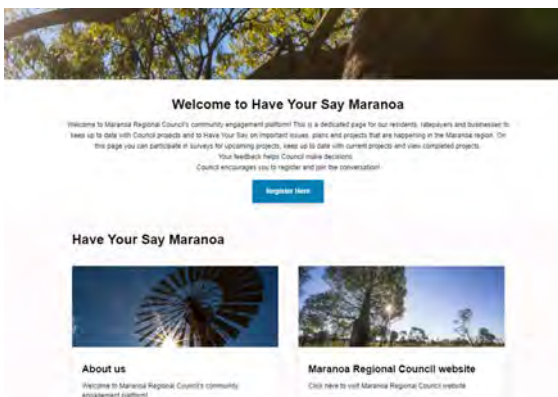 Welcome to Have Your Say Maranoa
Welcome to Maranoa Regional Council's community engagement platform! This is a dedicated page for our residents, ratepayers and businesses to
keep up to date with Council projects and to Have Your Say on important issues, plans and projects that are happening in the Maranoa region. On
this page you can participate in surveys for upcoming projects, keep up to date with current projects and view completed projects.
Your feedback helps Council make decisions.
Council encourages you to register and join the conversation!
Register Here
Have Your Say Maranoa
About us
Welcome to Maranoa Regional Council's community
engagement platform!
Maranoa Regional Council website
Click here to visit Maranoa Regional Council website